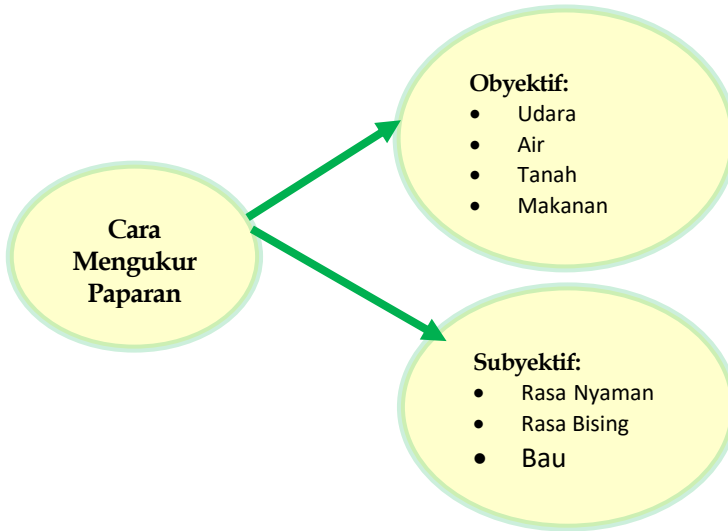 Obyektif:
• Udara
• Air
• Tanah
• Makanan
Cara
Mengukur
Paparan
Subyektif:
• Rasa Nyaman
• Rasa Bising
• Bau